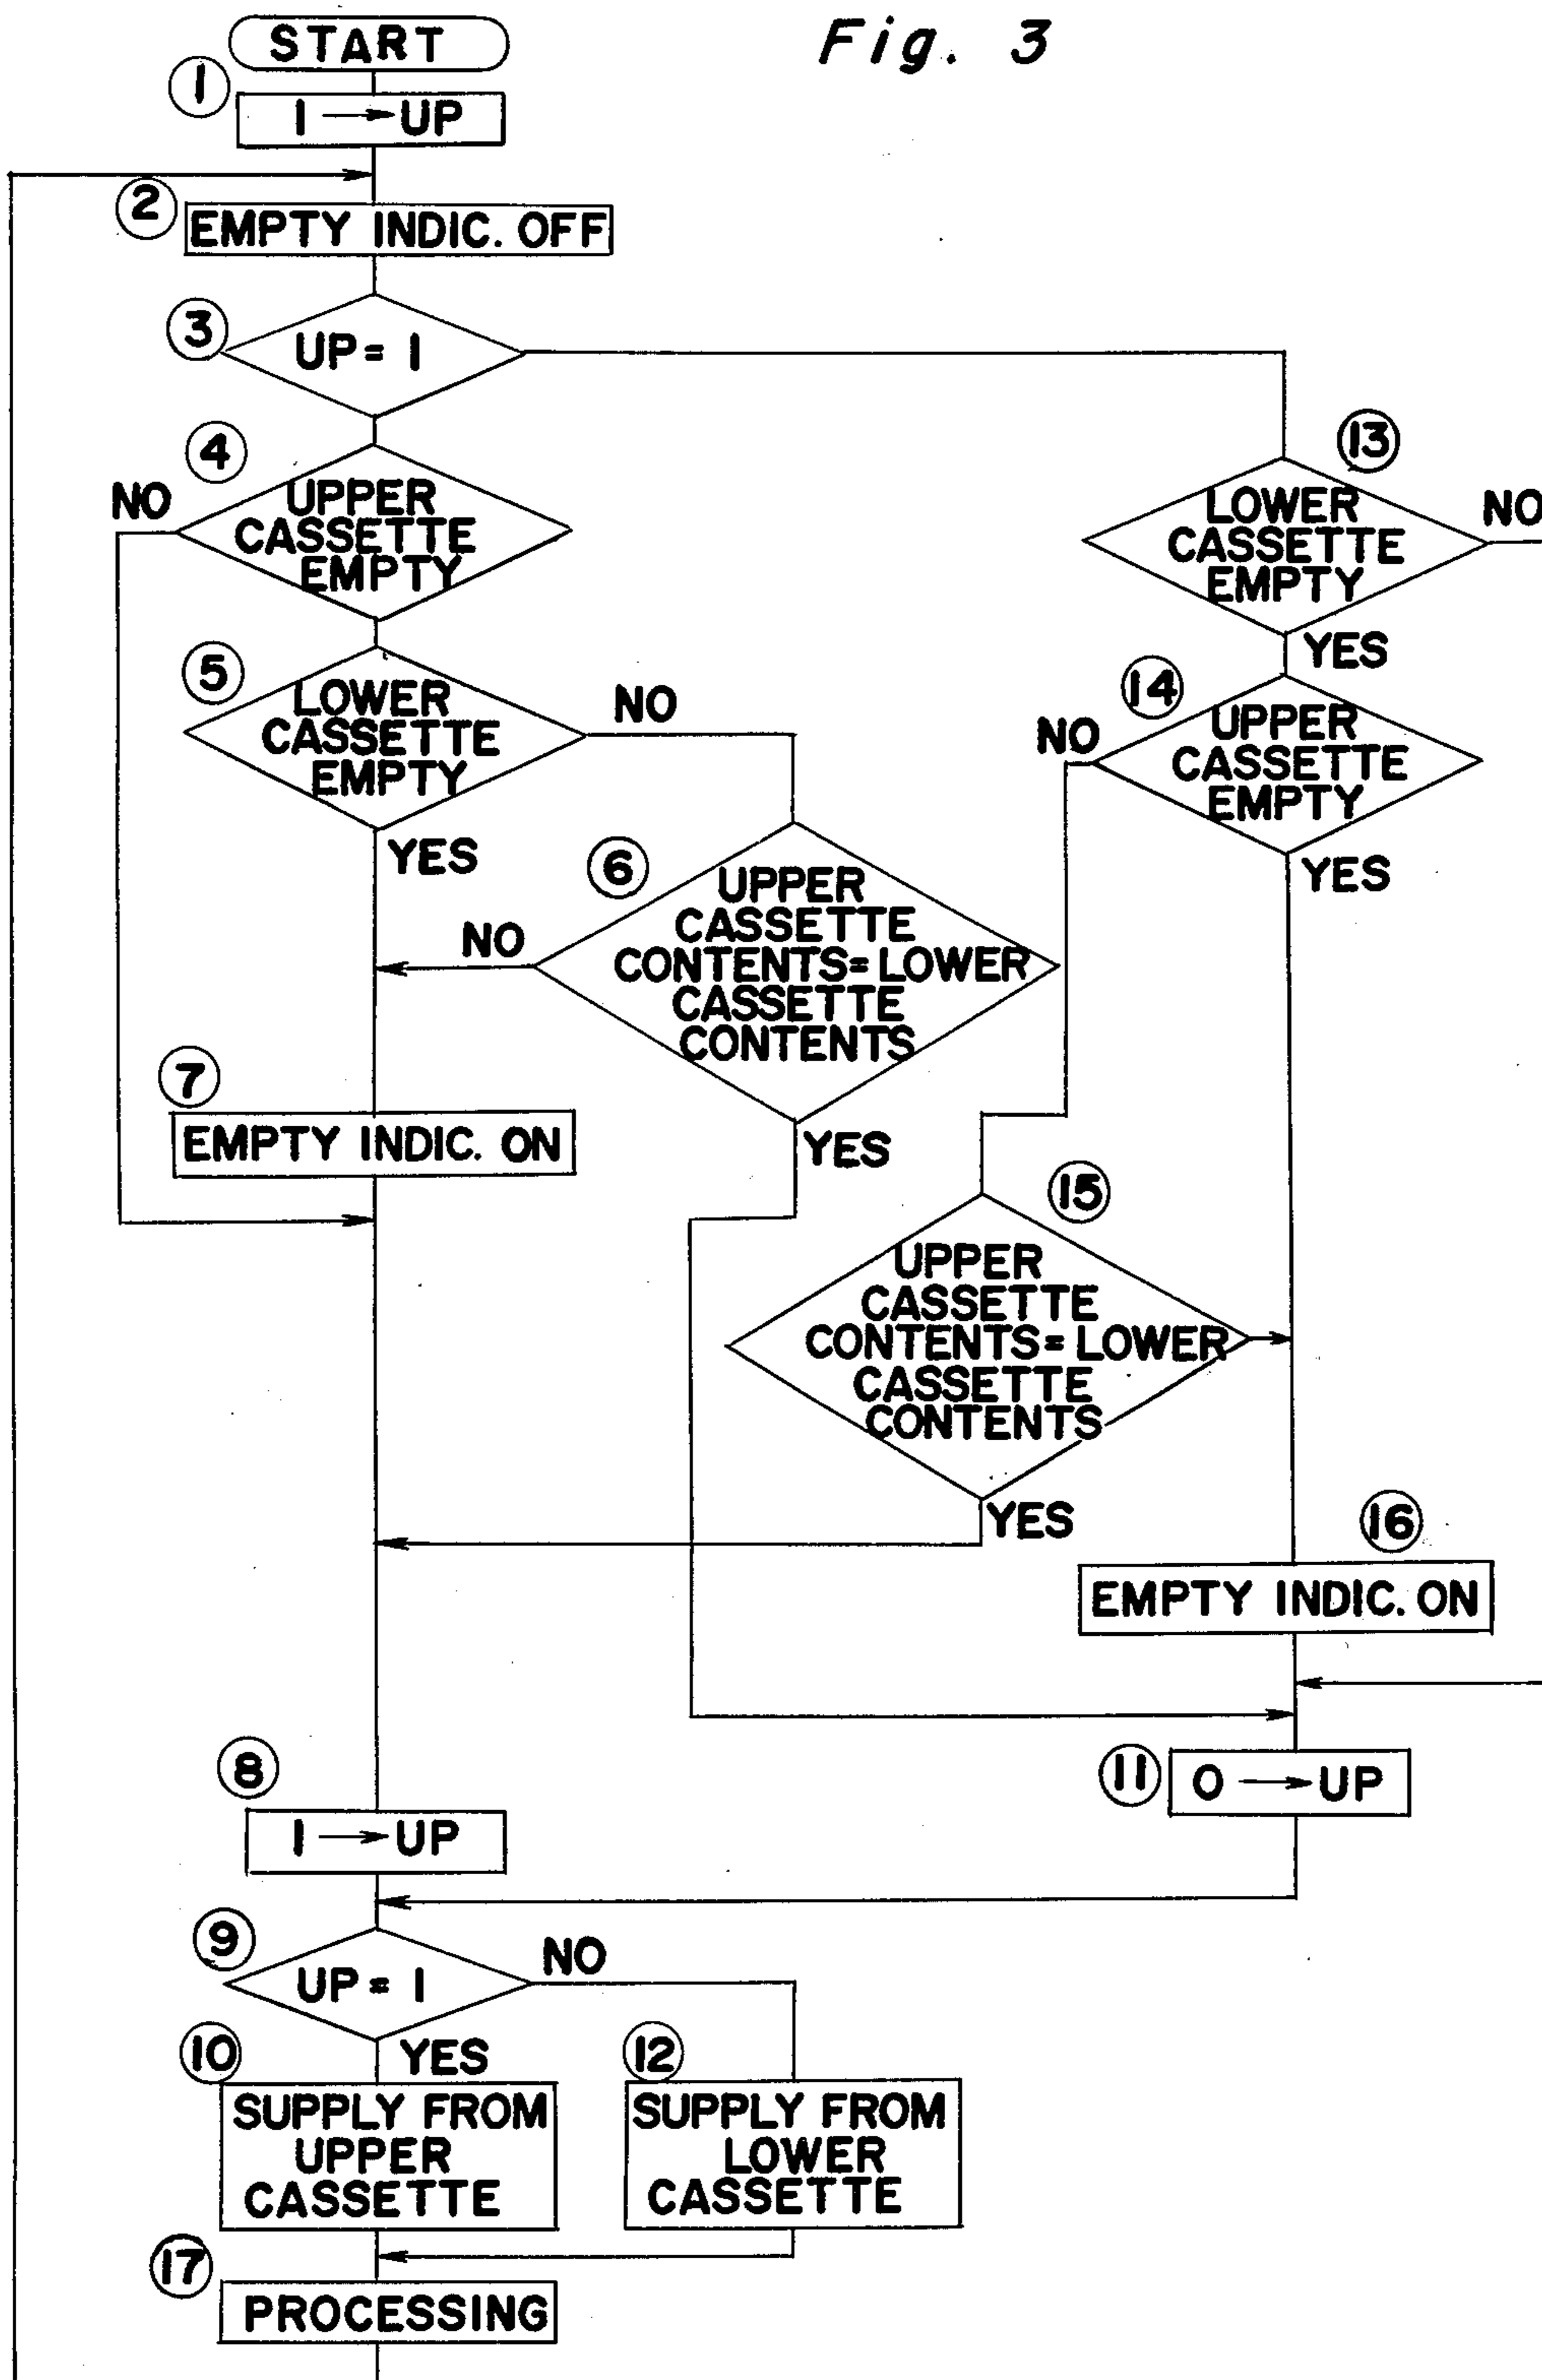 Fig. 3
START
1
1 → UP
2
EMPTY INDIC. OFF
3
UP = 1
4
NO
UPPER
CASSETTE
EMPTY
13
LOWER
CASSETTE
EMPTY
NO
YES
5
LOWER
CASSETTE
EMPTY
NO
YES
14
NO
UPPER
CASSETTE
EMPTY
YES
6
UPPER
CASSETTE
CONTENTS = LOWER
CASSETTE
CONTENTS
NO
YES
7
EMPTY INDIC. ON
15
UPPER
CASSETTE
CONTENTS = LOWER
CASSETTE
CONTENTS
YES
16
EMPTY INDIC. ON
8
1 → UP
11
0 → UP
9
UP = 1
NO
YES
10
SUPPLY FROM
UPPER
CASSETTE
12
SUPPLY FROM
LOWER
CASSETTE
17
PROCESSING